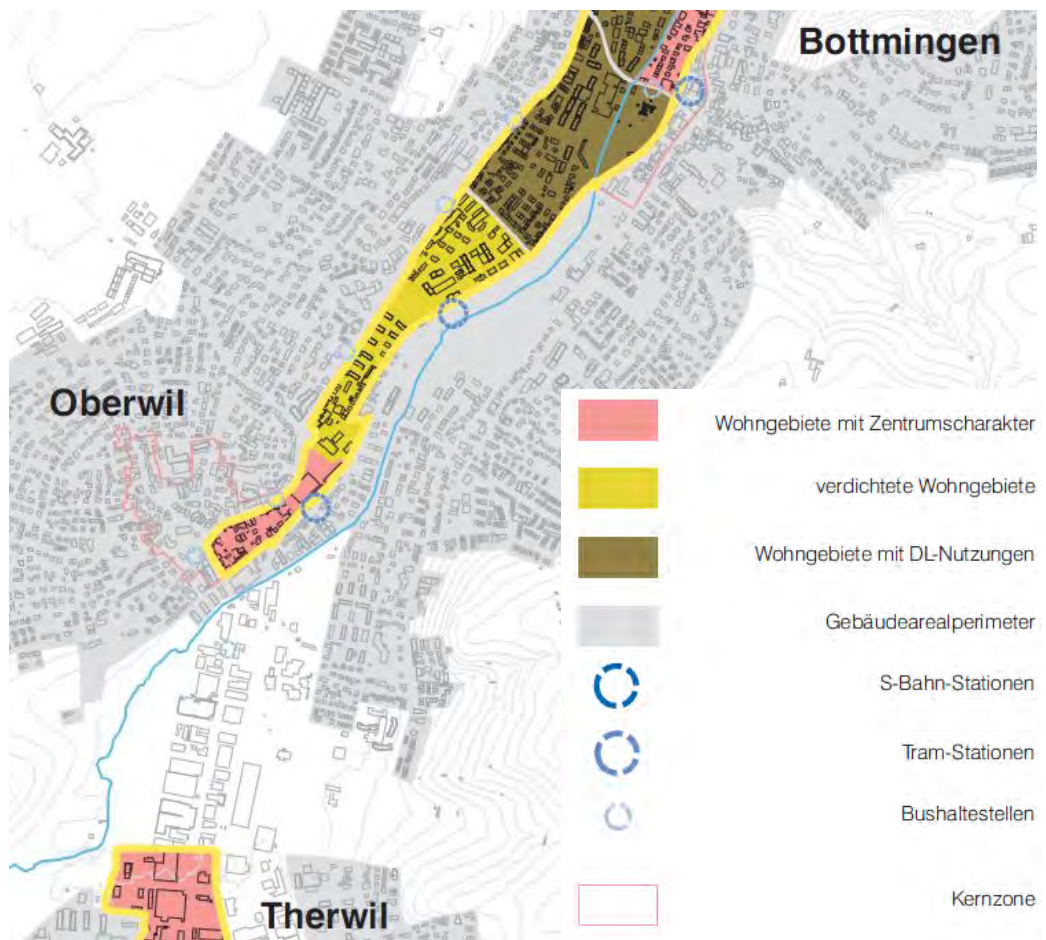 Bottmingen
Oberwil
Therwil
Wohngebiete mit Zentrumscharakter
verdichtete Wohngebiete
Wohngebiete mit DL-Nutzungen
Gebäudearealperimeter
S-Bahn-Stationen
Tram-Stationen
Bushaltestellen
Kernzone